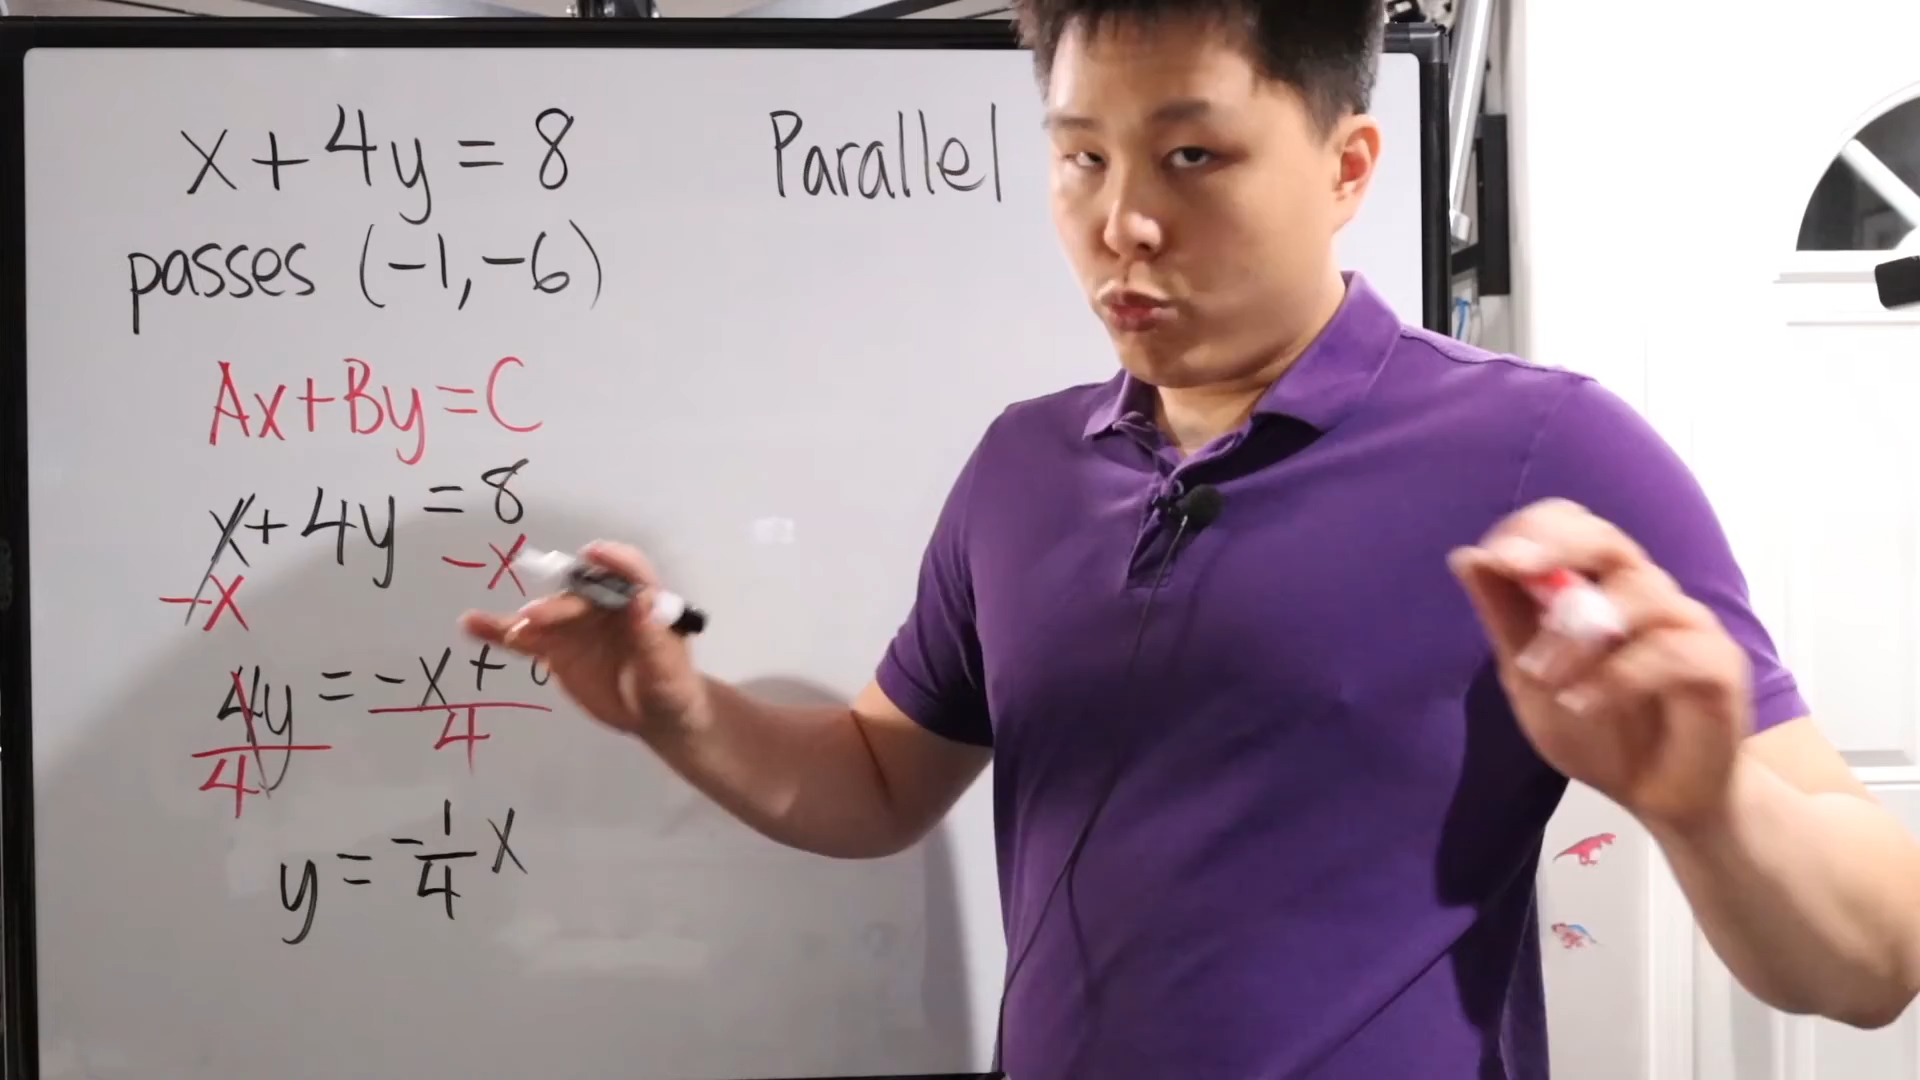 x + 4y = 8
Parallel
passes (-1, -6)
Ax + By = C
x + 4y = 8
-x -x
4y = -x +
4 4
y = -1/4 x